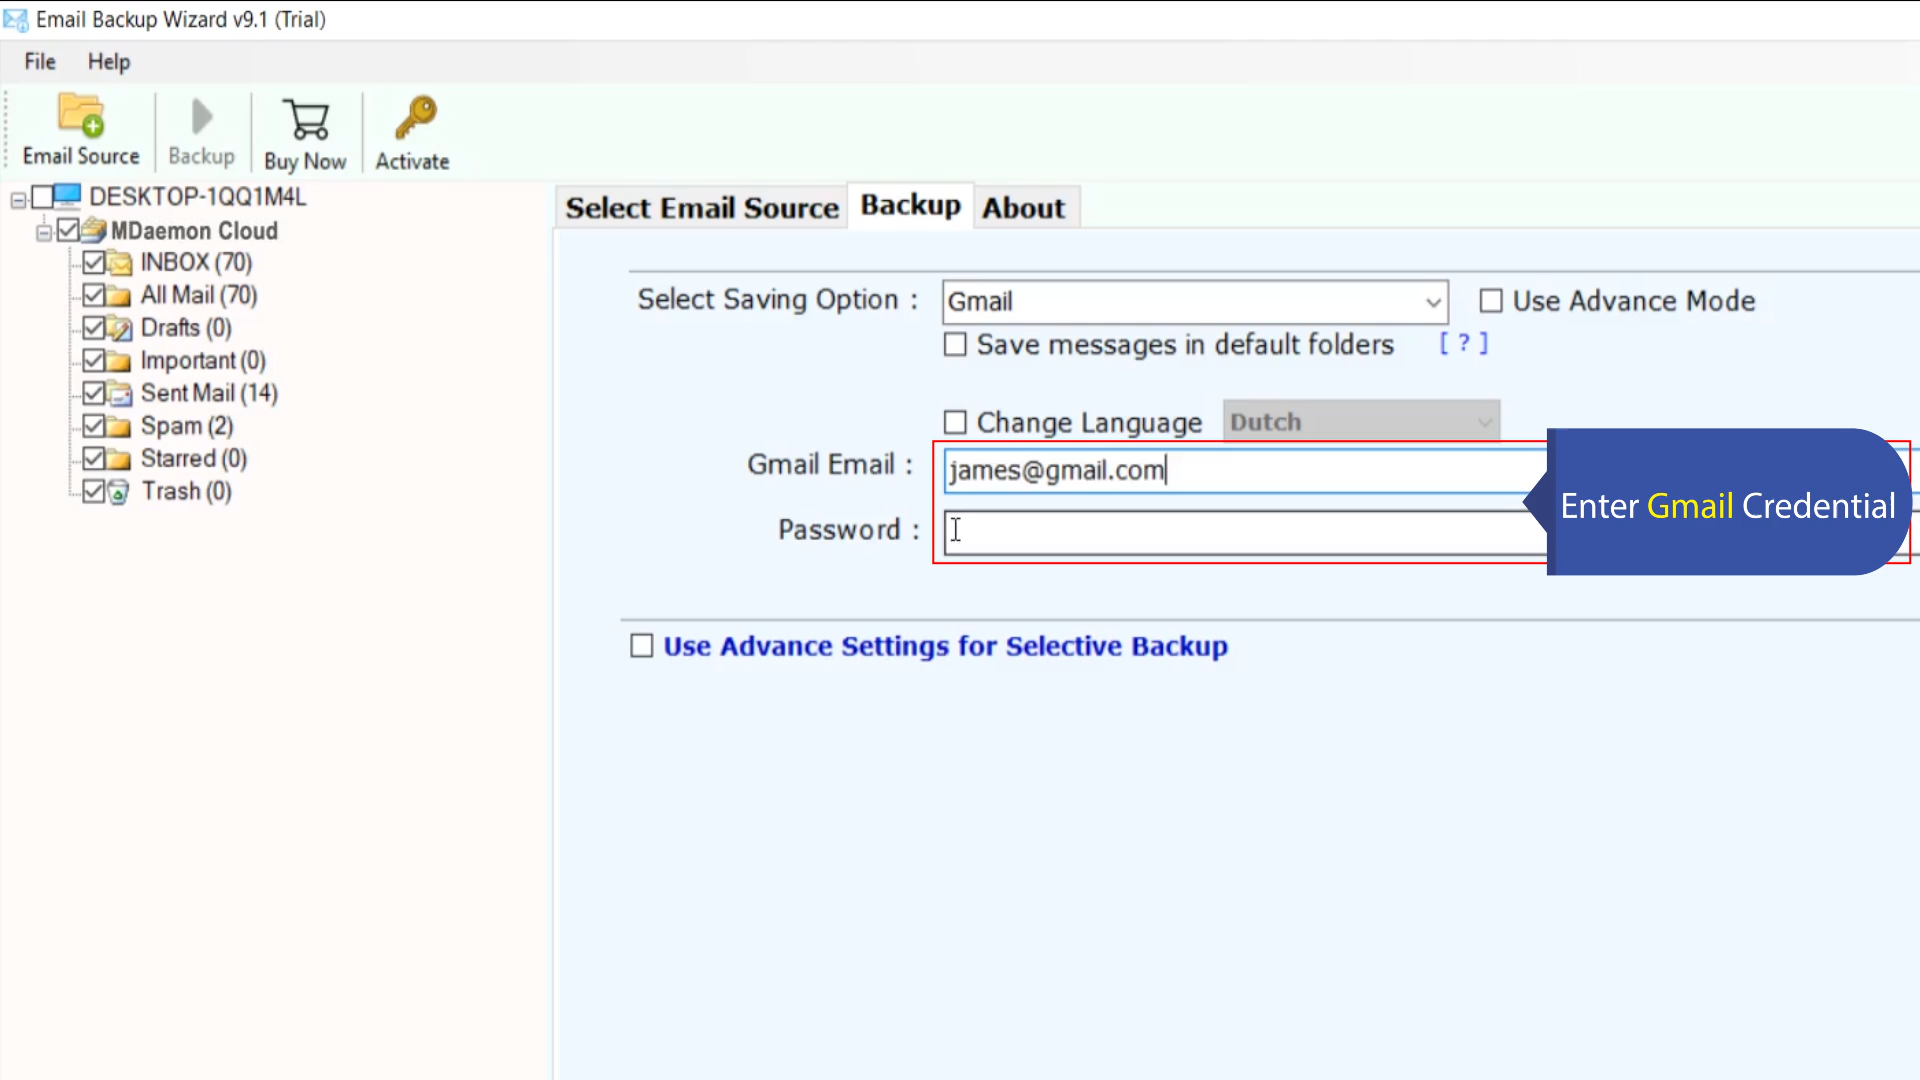 Email Backup Wizard v9.1 (Trial)
File Help
Email Source Backup Buy Now Activate
DESKTOP-1QQ1M4L
MDaemon Cloud
INBOX (70)
All Mail (70)
Drafts (0)
Important (0)
Sent Mail (14)
Spam (2)
Starred (0)
Trash (0)
Select Email Source Backup About
Select Saving Option : Gmail Use Advance Mode
Save messages in default folders [ ? ]
Change Language Dutch
Gmail Email : james@gmail.com
Enter Gmail Credential
Password :
Use Advance Settings for Selective Backup